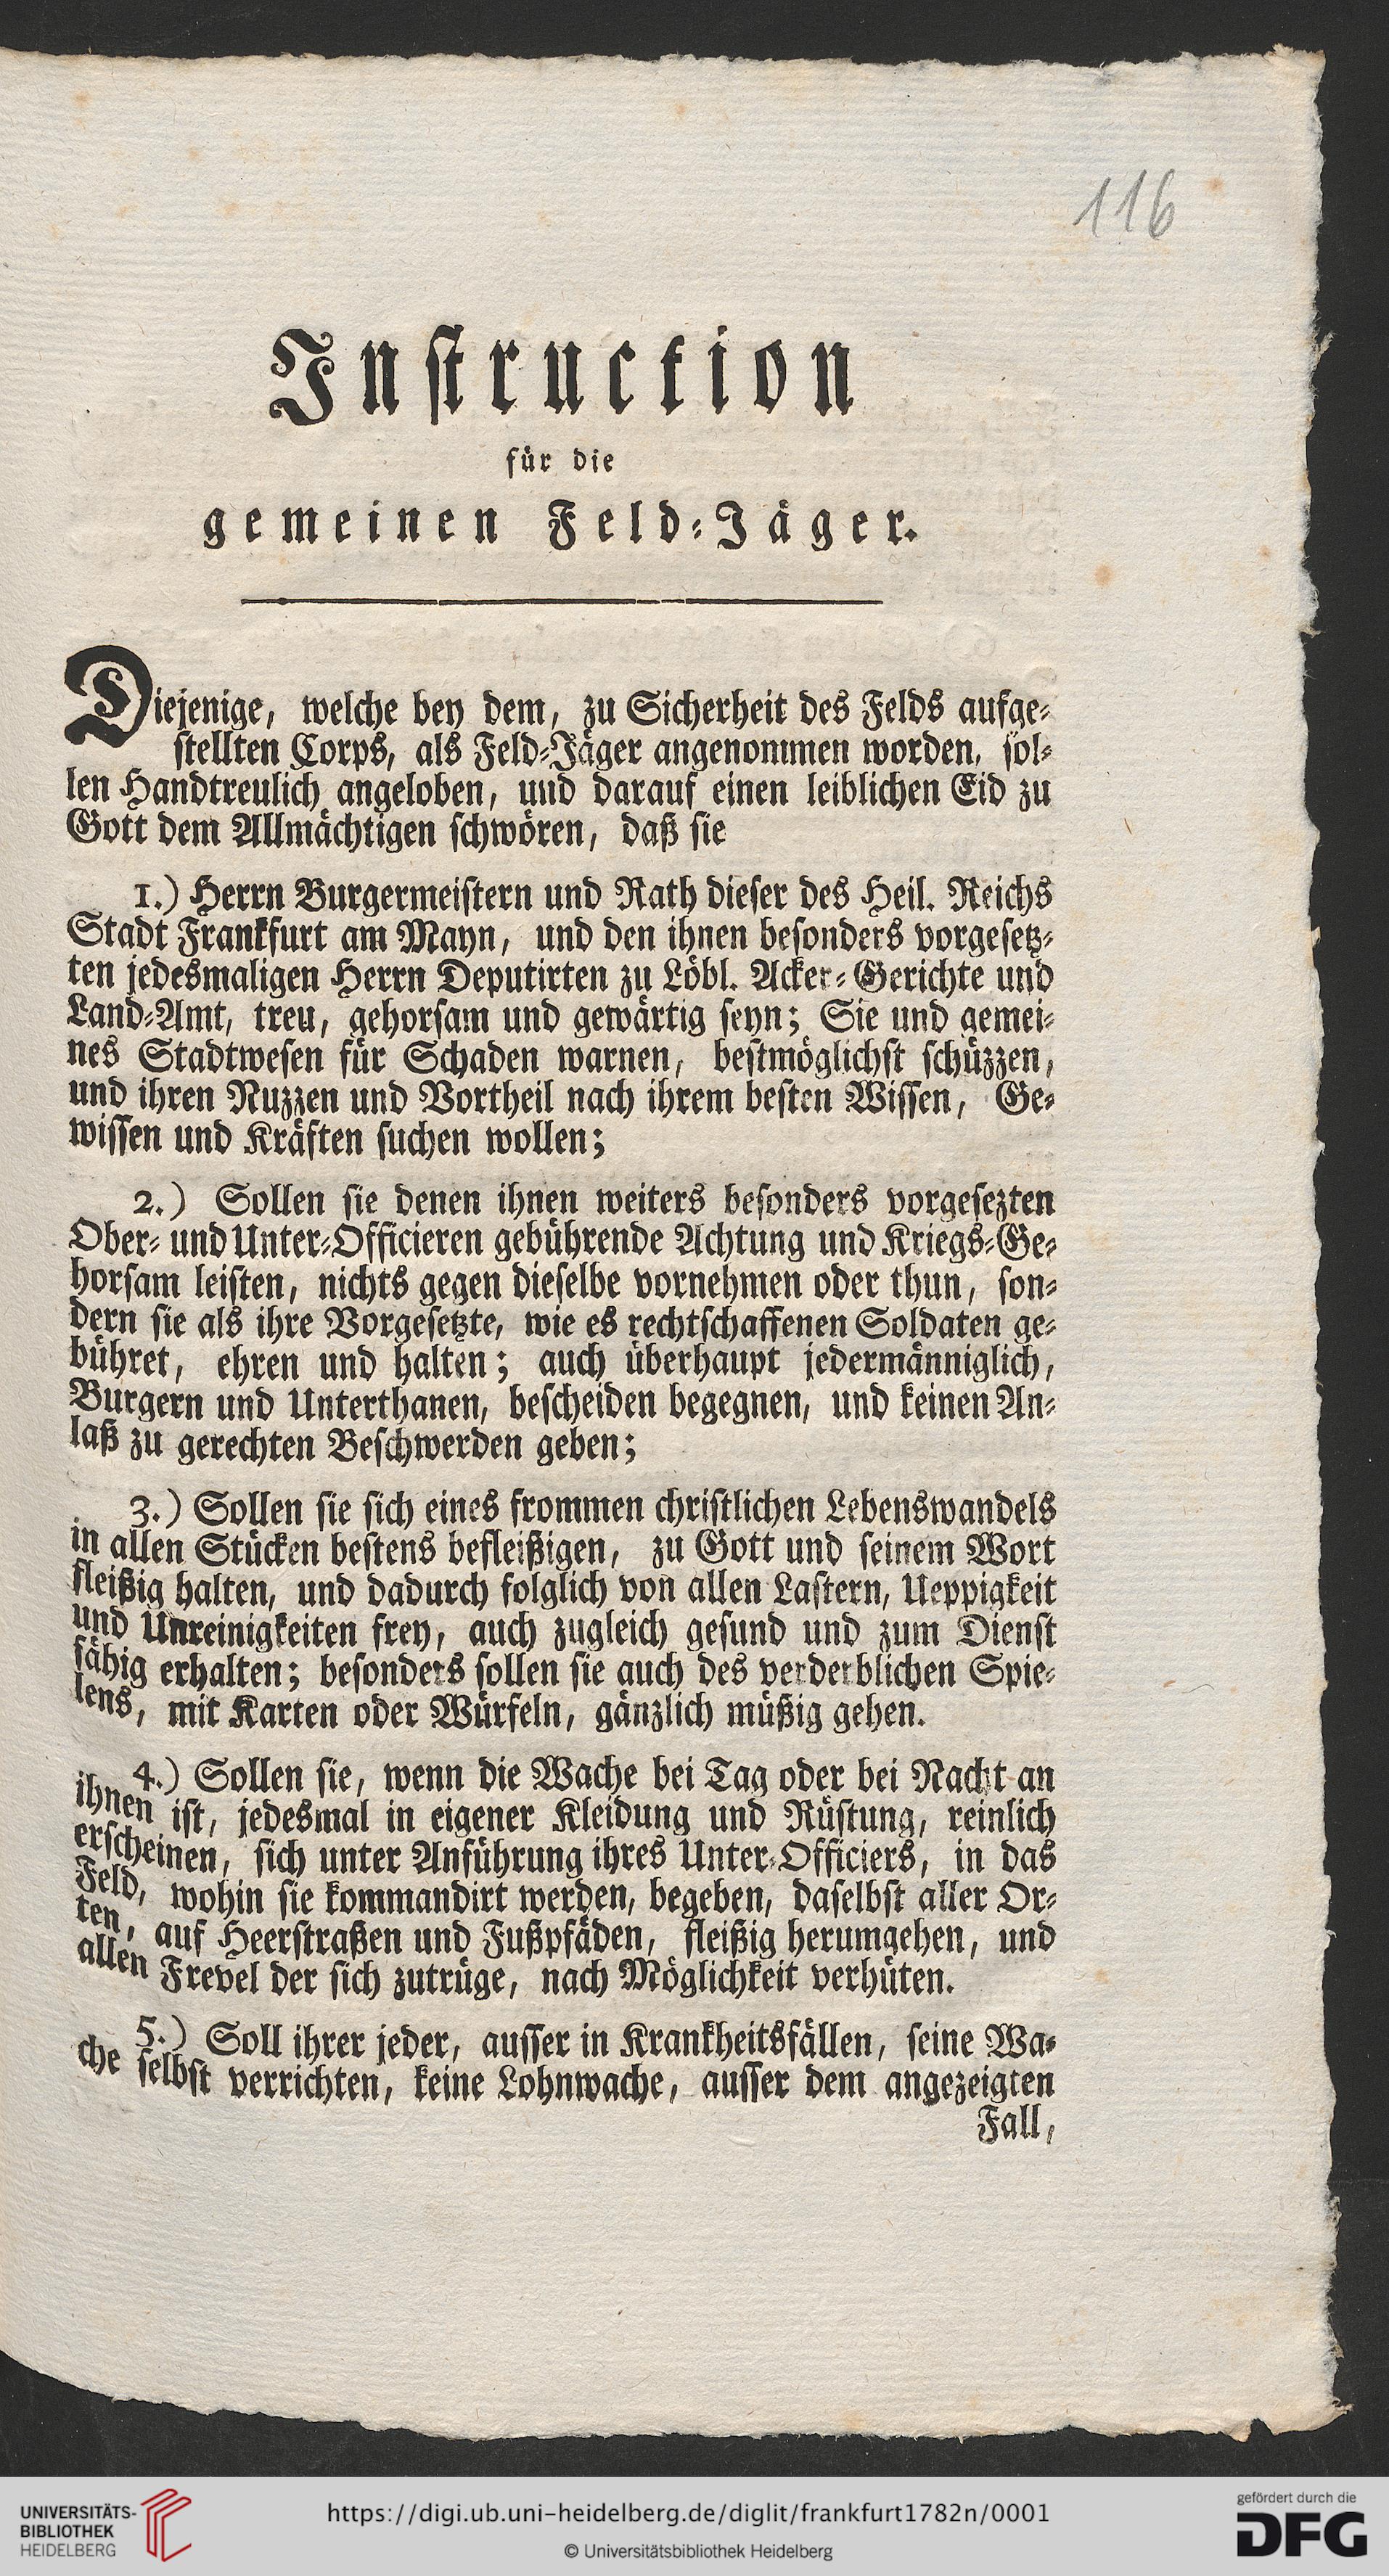 116
Instruction
für die
gemeinen Feld-Jäger.
Diejenige, welche bey dem, zu Sicherheit des Felds aufge-
stellten Corps, als Feld-Jäger angenommen worden, sol-
len Handtreulich angeloben, und darauf einen leiblichen Eid zu
Gott dem Allmächtigen schwören, daß sie
1.) Herrn Burgermeistern und Rath dieser des Heil. Reichs
Stadt Frankfurt am Mayn, und den ihnen besonders vorgesetz-
ten jedesmaligen Herrn Deputirten zu Löbl. Acker-Gerichte und
Land-Amt, treu, gehorsam und gewärtig seyn; Sie und gemei-
nes Stadtwesen für Schaden warnen, bestmöglichst schüzzen,
und ihren Nuzzen und Vortheil nach ihrem besten Wissen, Ge-
wissen und Kräften suchen wollen;
2.) Sollen sie denen ihnen weiters besonders vorgesezten
Ober- und Unter-Officieren gebührende Achtung und Kriegs-Ge-
horsam leisten, nichts gegen dieselbe vornehmen oder thun, son-
dern sie als ihre Vorgesetzte, wie es rechtschaffenen Soldaten ge-
bühret, ehren und halten; auch überhaupt jedermänniglich,
Burgern und Unterthanen, bescheiden begegnen, und keinen An-
laß zu gerechten Beschwerden geben;
3.) Sollen sie sich eines frommen christlichen Lebenswandels
in allen Stücken bestens befleißigen, zu Gott und seinem Wort
fleißig halten, und dadurch folglich von allen Lastern, Ueppigkeit
und Unreinigkeiten frey, auch zugleich gesund und zum Dienst
fähig erhalten; besonders sollen sie auch des verderblichen Spie-
lens, mit Karten oder Würfeln, gänzlich müßig gehen.
4.) Sollen sie, wenn die Wache bei Tag oder bei Nacht an
ihnen ist, jedesmal in eigener Kleidung und Rüstung, reinlich
erscheinen, sich unter Anführung ihres Unter-Officiers, in das
Feld, wohin sie kommandirt werden, begeben, daselbst aller Or-
ten, auf Heerstraßen und Fußpfäden, fleißig herumgehen, und
allen Frevel der sich zutrüge, nach Möglichkeit verhüten.
5.) Soll ihrer jeder, ausser in Krankheitsfällen, seine Wa-
che selbst verrichten, keine Lohnwache, ausser dem angezeigten
Fall,
UNIVERSITÄTS-
BIBLIOTHEK
HEIDELBERG
https://digi.ub.uni-heidelberg.de/diglit/frankfurt1782n/0001
© Universitätsbibliothek Heidelberg
gefördert durch die
DFG